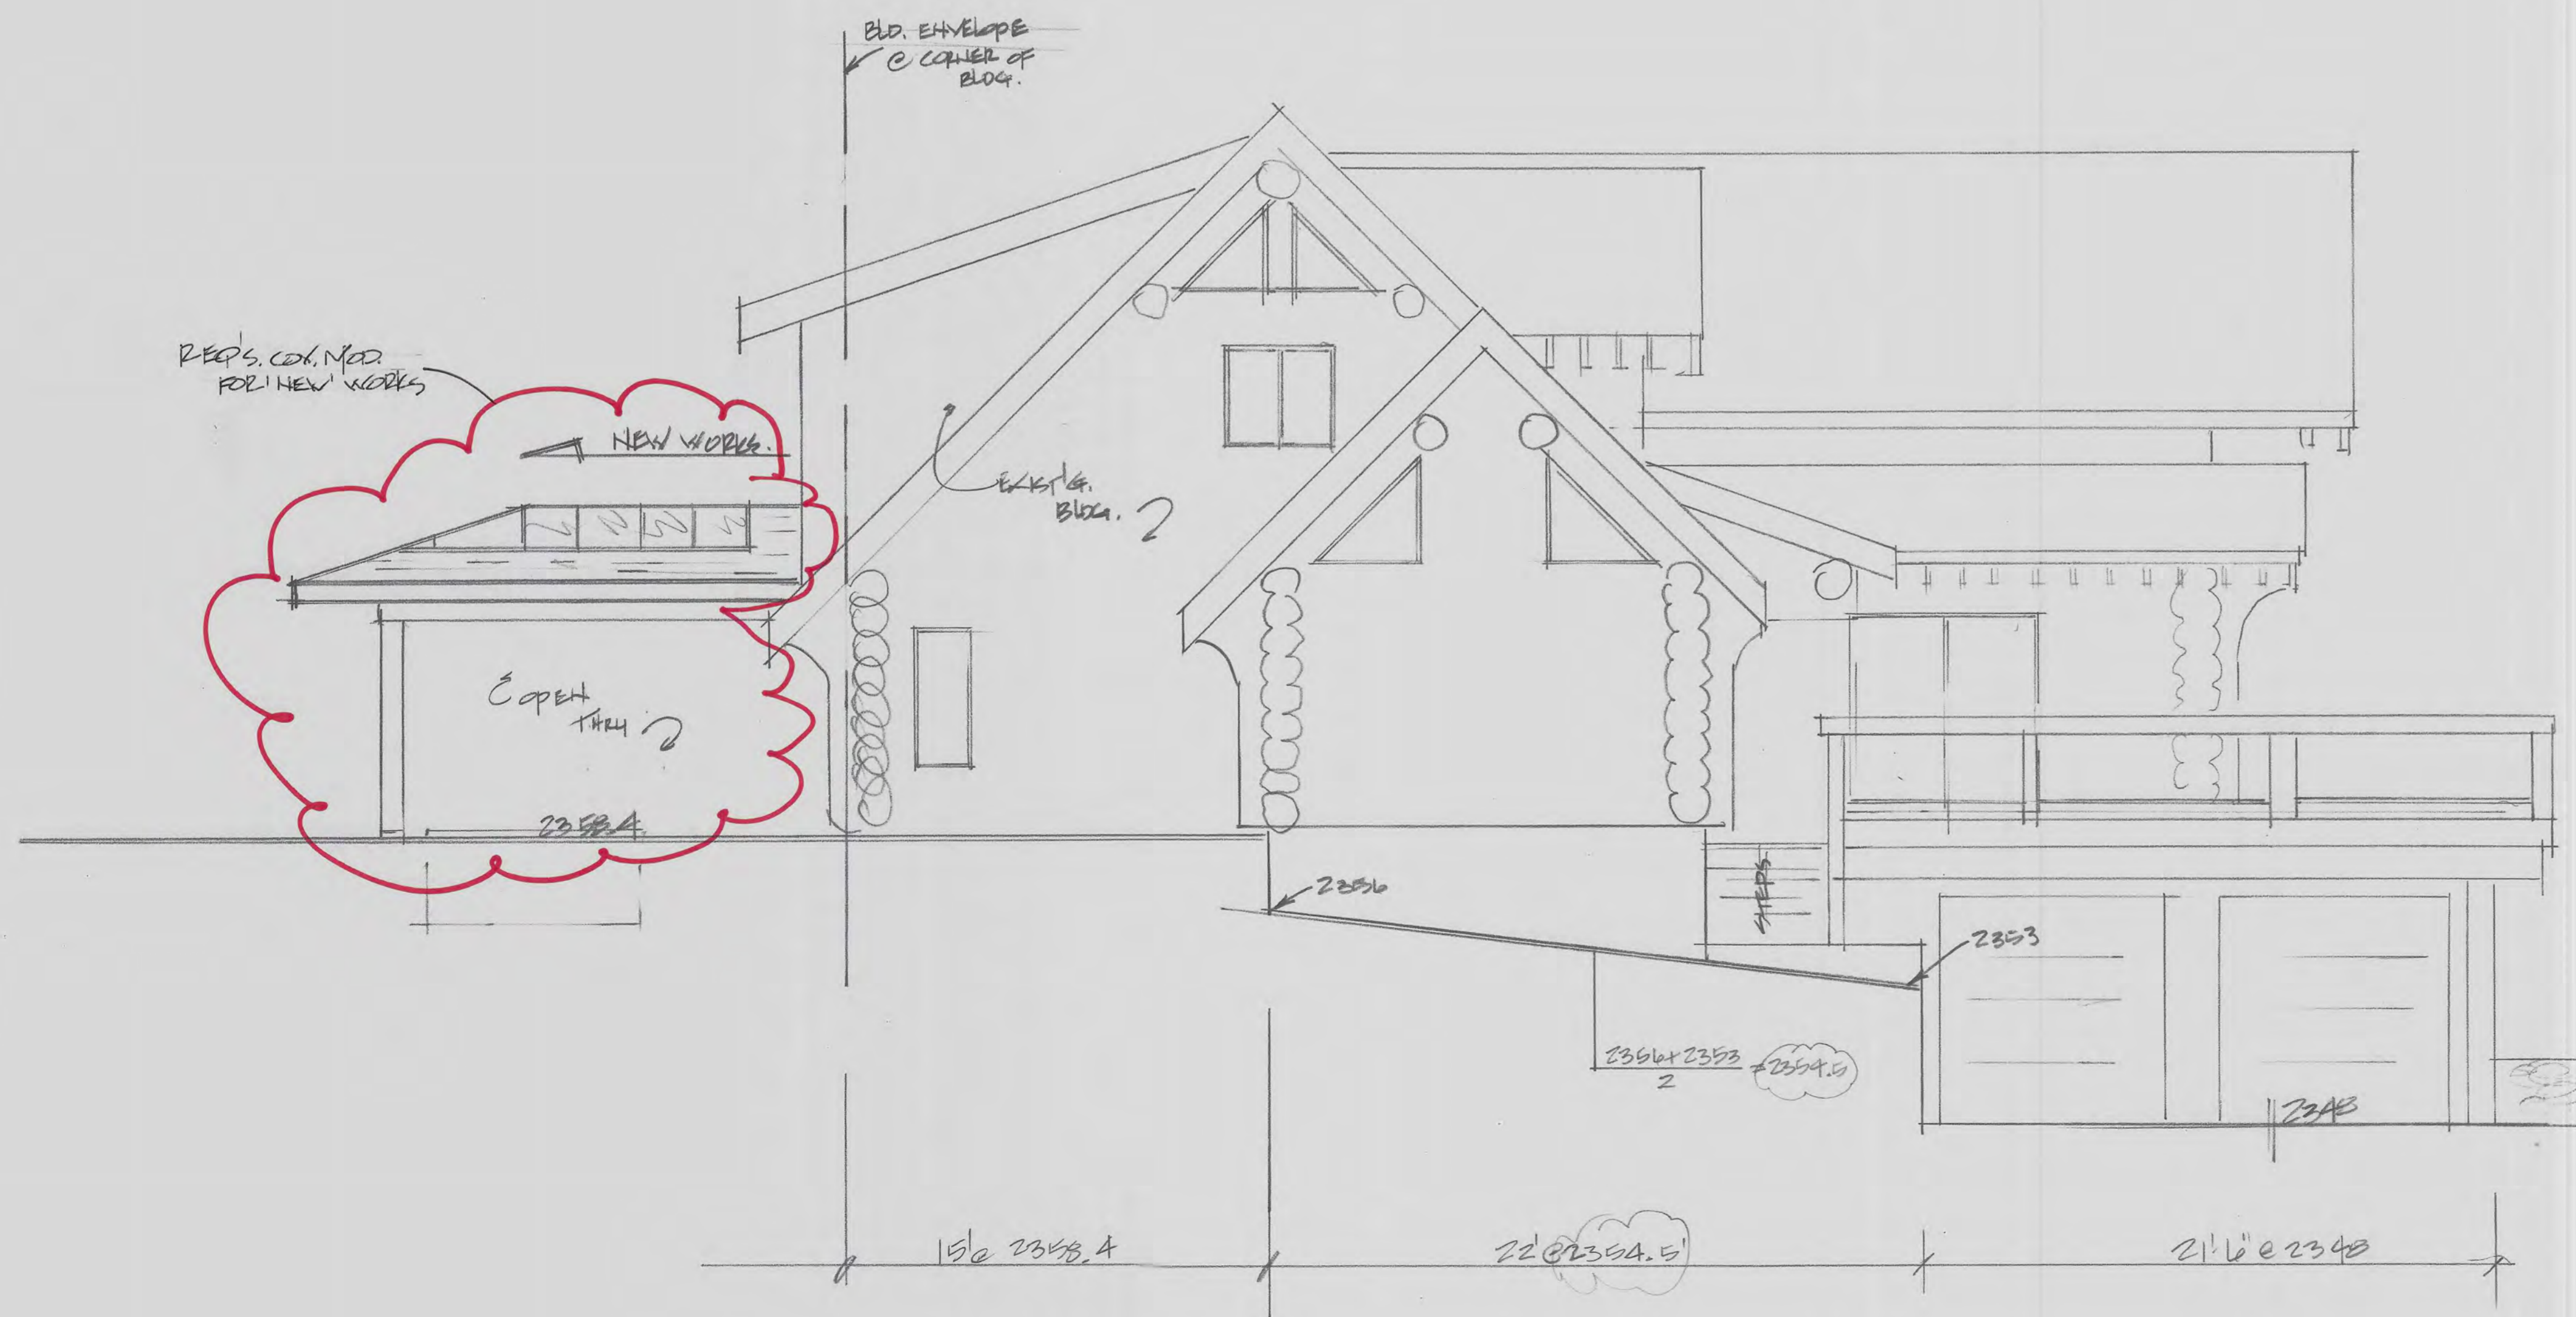 BLD. ENVELOPE
@ CORNER OF
BLDG.
REQ'S. COV. MOD.
FOR 'NEW' WORKS
NEW WORKS.
EXIST'G.
BLDG.
OPEN
THRU
2358.4
2356
STEPS
2353
2356+2353
2
=2354.5
2348
15' @ 2358.4
22' @ 2354.5'
21'-6" @ 2348